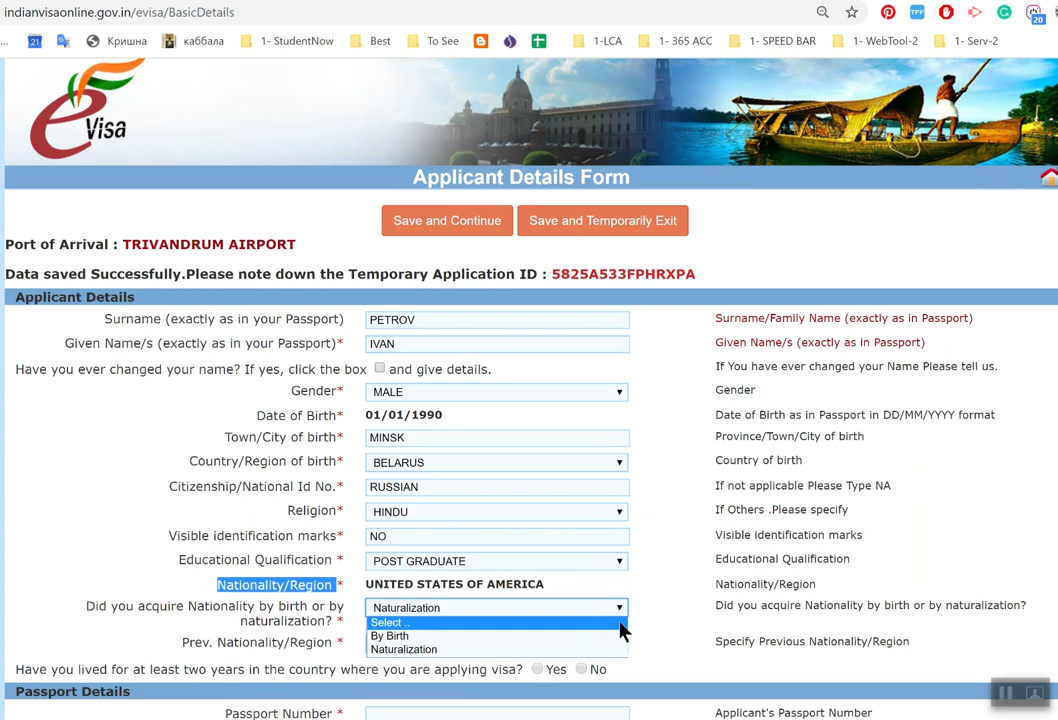 indianvisaonline.gov.in/evisa/BasicDetails
TFF
20
... 21 Кришна каббала 1- StudentNow Best To See 1-LCA 1- 365 ACC 1- SPEED BAR 1- WebTool-2 1- Serv-2
e Visa
Applicant Details Form
Save and Continue Save and Temporarily Exit
Port of Arrival : TRIVANDRUM AIRPORT
Data saved Successfully.Please note down the Temporary Application ID : 5825A533FPHRXPA
Applicant Details
Surname (exactly as in your Passport) PETROV Surname/Family Name (exactly as in Passport)
Given Name/s (exactly as in your Passport)* IVAN Given Name/s (exactly as in Passport)
Have you ever changed your name? If yes, click the box and give details. If You have ever changed your Name Please tell us.
Gender* MALE Gender
Date of Birth* 01/01/1990 Date of Birth as in Passport in DD/MM/YYYY format
Town/City of birth* MINSK Province/Town/City of birth
Country/Region of birth* BELARUS Country of birth
Citizenship/National Id No.* RUSSIAN If not applicable Please Type NA
Religion* HINDU If Others .Please specify
Visible identification marks* NO Visible identification marks
Educational Qualification * POST GRADUATE Educational Qualification
Nationality/Region * UNITED STATES OF AMERICA Nationality/Region
Did you acquire Nationality by birth or by naturalization? * Naturalization Did you acquire Nationality by birth or by naturalization?
Select ..
By Birth
Naturalization
Prev. Nationality/Region * Specify Previous Nationality/Region
Have you lived for at least two years in the country where you are applying visa? Yes No
Passport Details
Passport Number * Applicant's Passport Number